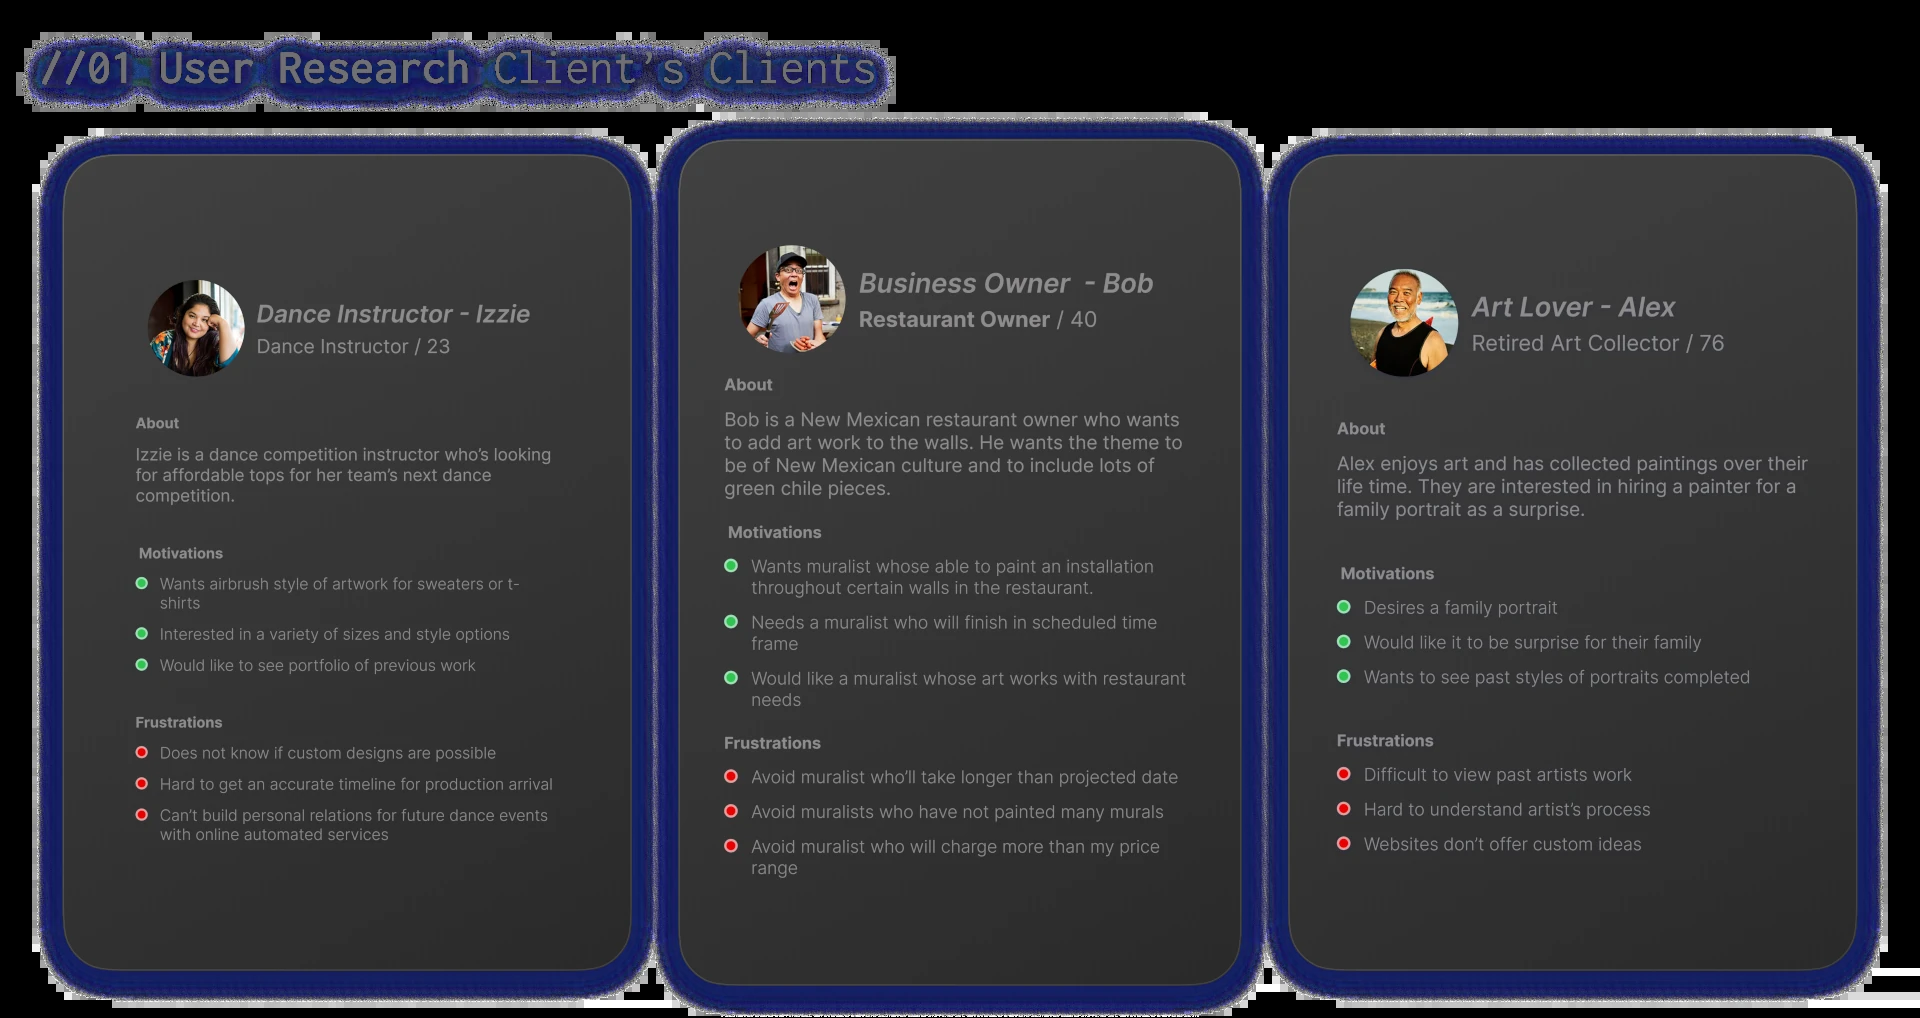 //01 User Research Client's Clients
Dance Instructor - Izzie
Dance Instructor / 23
About
Izzie is a dance competition instructor who's looking
for affordable tops for her team's next dance
competition.
Motivations
Wants airbrush style of artwork for sweaters or t-
shirts
Interested in a variety of sizes and style options
Would like to see portfolio of previous work
Frustrations
Does not know if custom designs are possible
Hard to get an accurate timeline for production arrival
Can't build personal relations for future dance events
with online automated services
Business Owner - Bob
Restaurant Owner / 40
About
Bob is a New Mexican restaurant owner who wants
to add art work to the walls. He wants the theme to
be of New Mexican culture and to include lots of
green chile pieces.
Motivations
Wants muralist whose able to paint an installation
throughout certain walls in the restaurant.
Needs a muralist who will finish in scheduled time
frame
Would like a muralist whose art works with restaurant
needs
Frustrations
Avoid muralist who'll take longer than projected date
Avoid muralists who have not painted many murals
Avoid muralist who will charge more than my price
range
Art Lover - Alex
Retired Art Collector / 76
About
Alex enjoys art and has collected paintings over their
life time. They are interested in hiring a painter for a
family portrait as a surprise.
Motivations
Desires a family portrait
Would like it to be surprise for their family
Wants to see past styles of portraits completed
Frustrations
Difficult to view past artists work
Hard to understand artist's process
Websites don't offer custom ideas